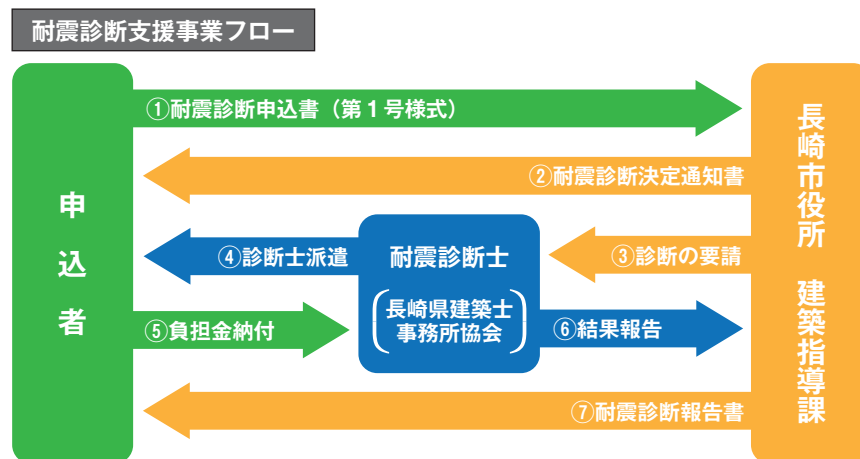 耐震診断支援事業フロー
①耐震診断申込書（第１号様式）
②耐震診断決定通知書
申込者
長崎市役所　建築指導課
④診断士派遣
耐震診断士
長崎県建築士
事務所協会
③診断の要請
⑤負担金納付
⑥結果報告
⑦耐震診断報告書